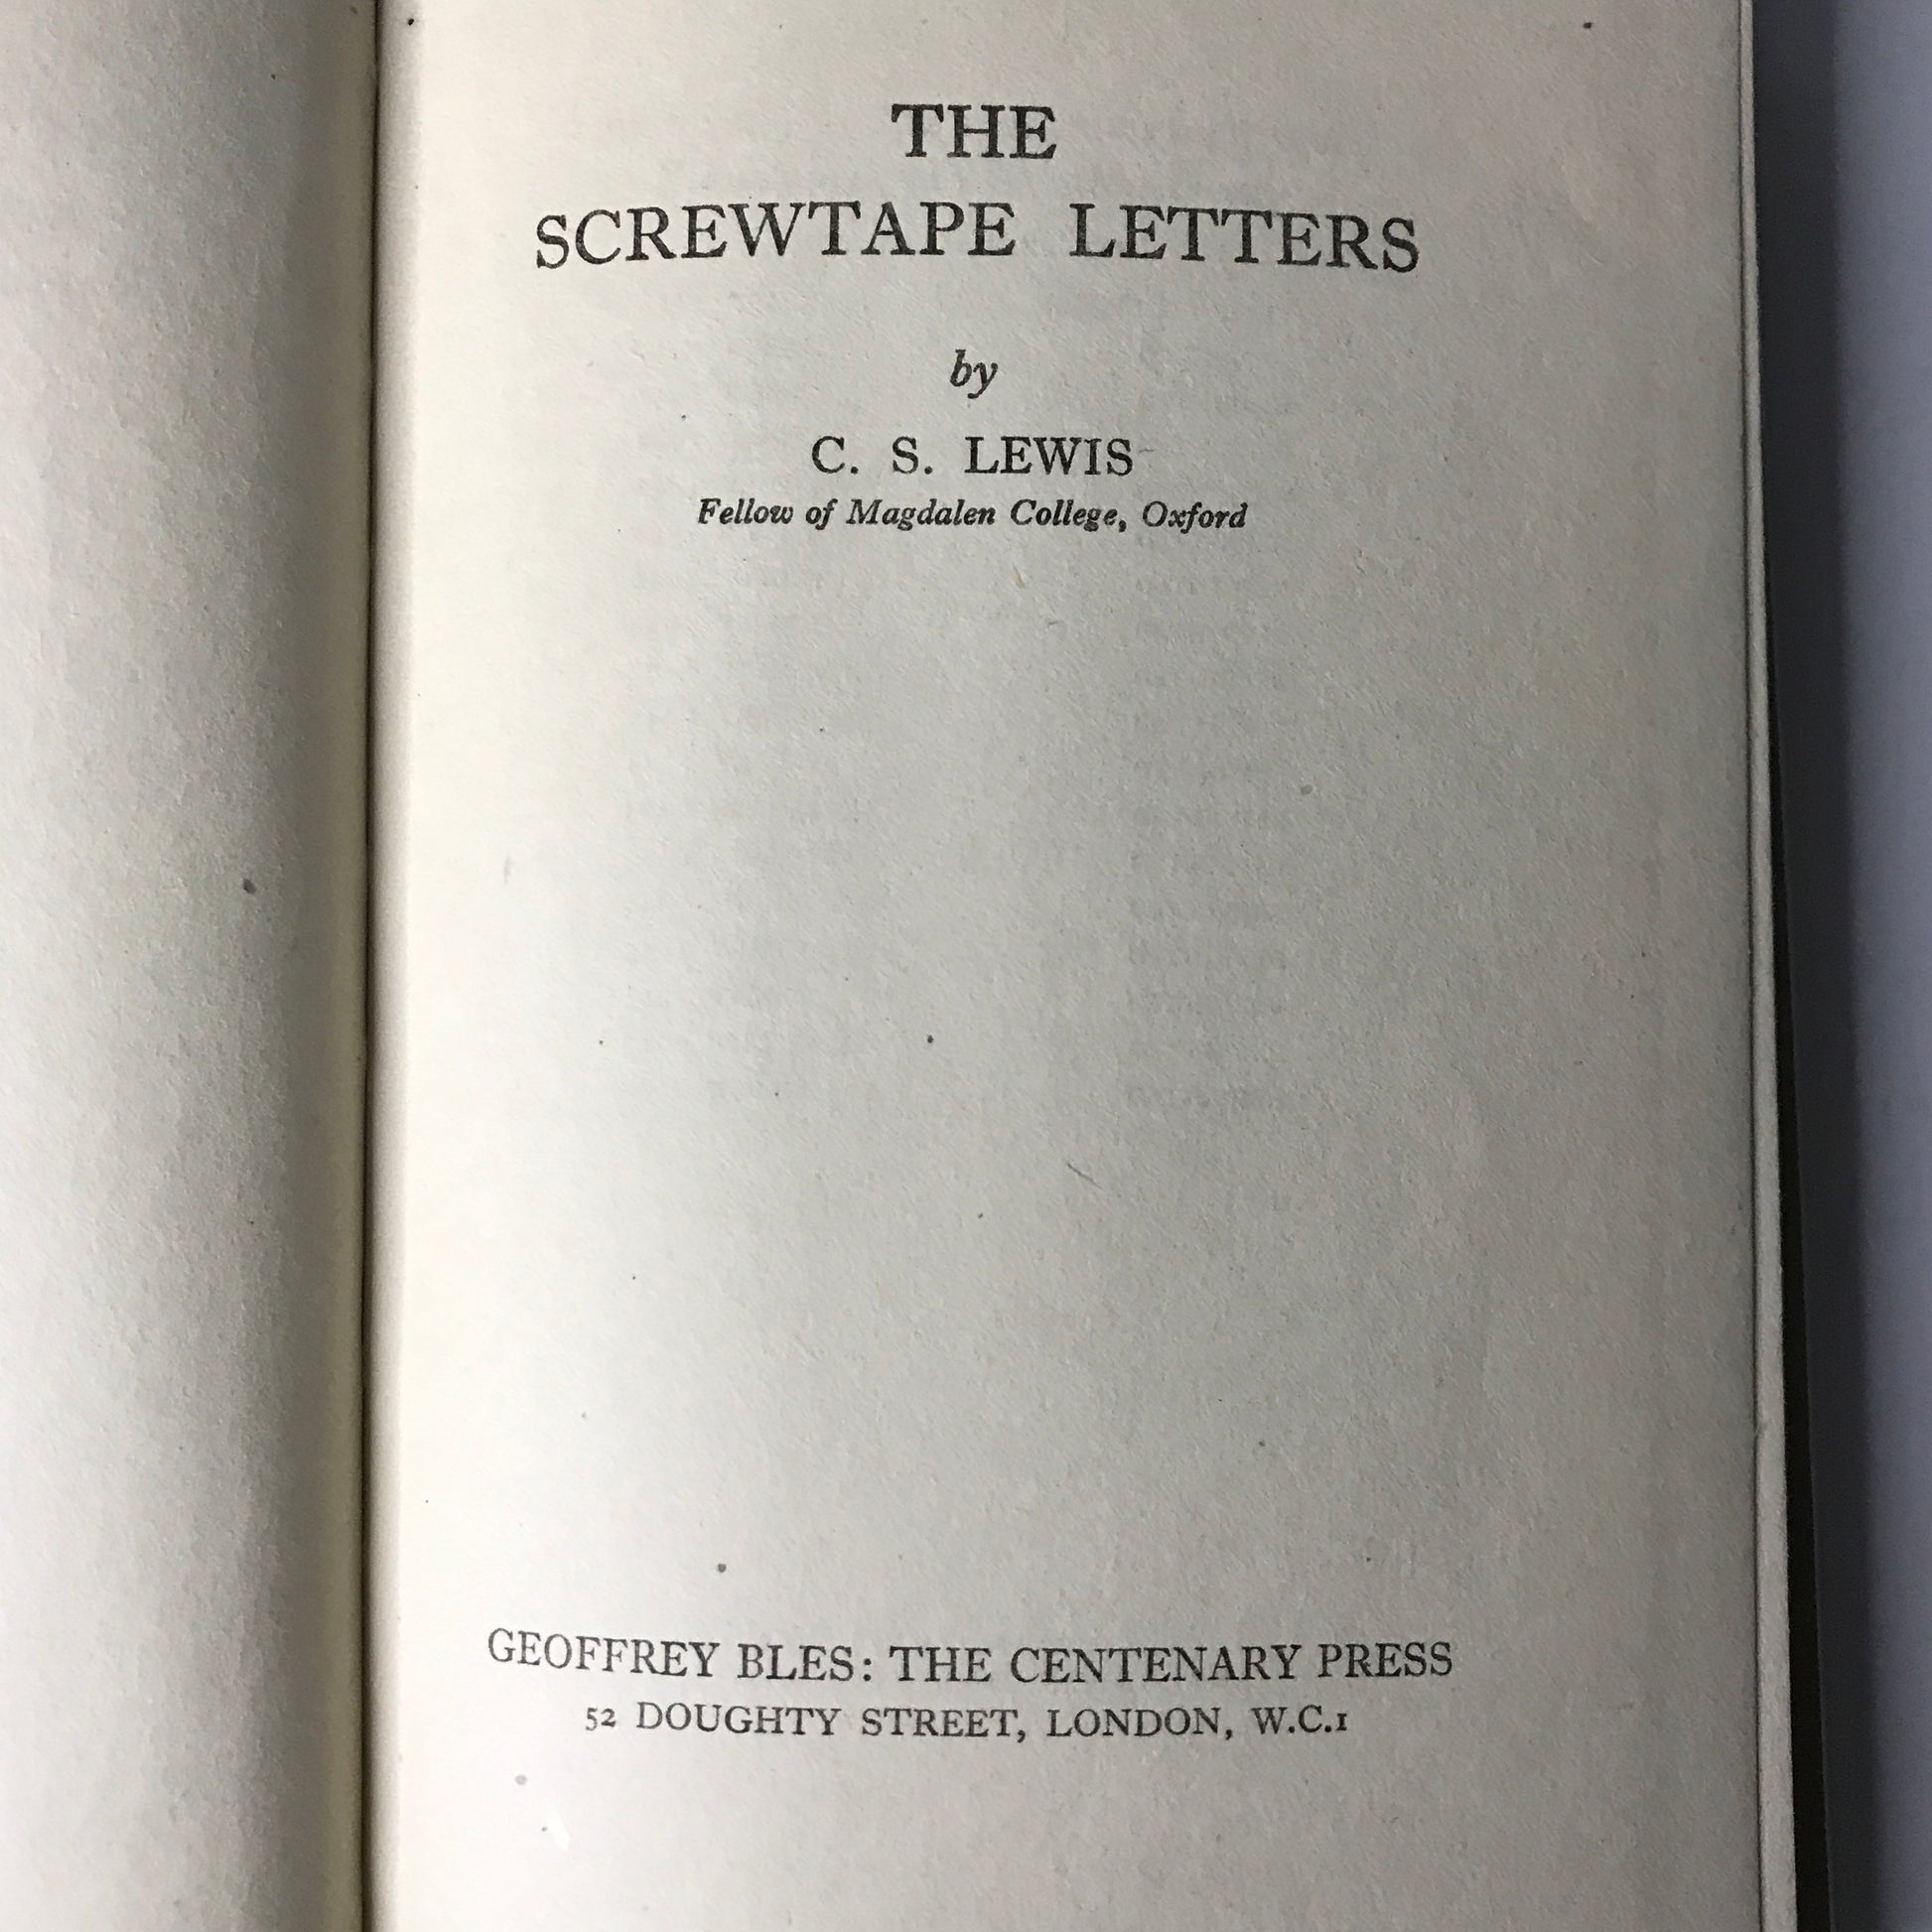 THE
SCREWTAPE LETTERS
by
C. S. LEWIS
Fellow of Magdalen College, Oxford
GEOFFREY BLES: THE CENTENARY PRESS
52 DOUGHTY STREET, LONDON, W.C.1